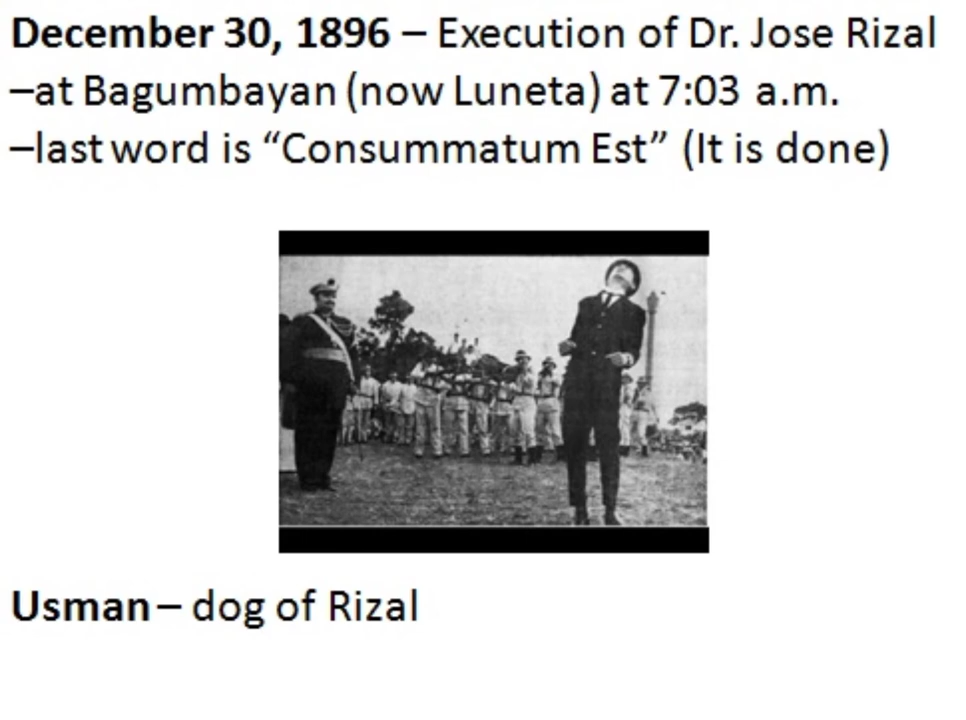 December 30, 1896 – Execution of Dr. Jose Rizal
–at Bagumbayan (now Luneta) at 7:03 a.m.
–last word is “Consummatum Est” (It is done)
Usman – dog of Rizal